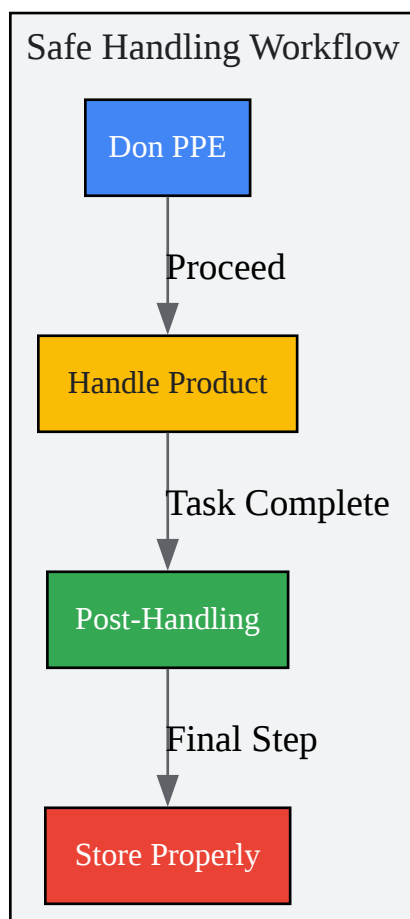 Safe Handling Workflow
Don PPE
Proceed
Handle Product
Task Complete
Post-Handling
Final Step
Store Properly